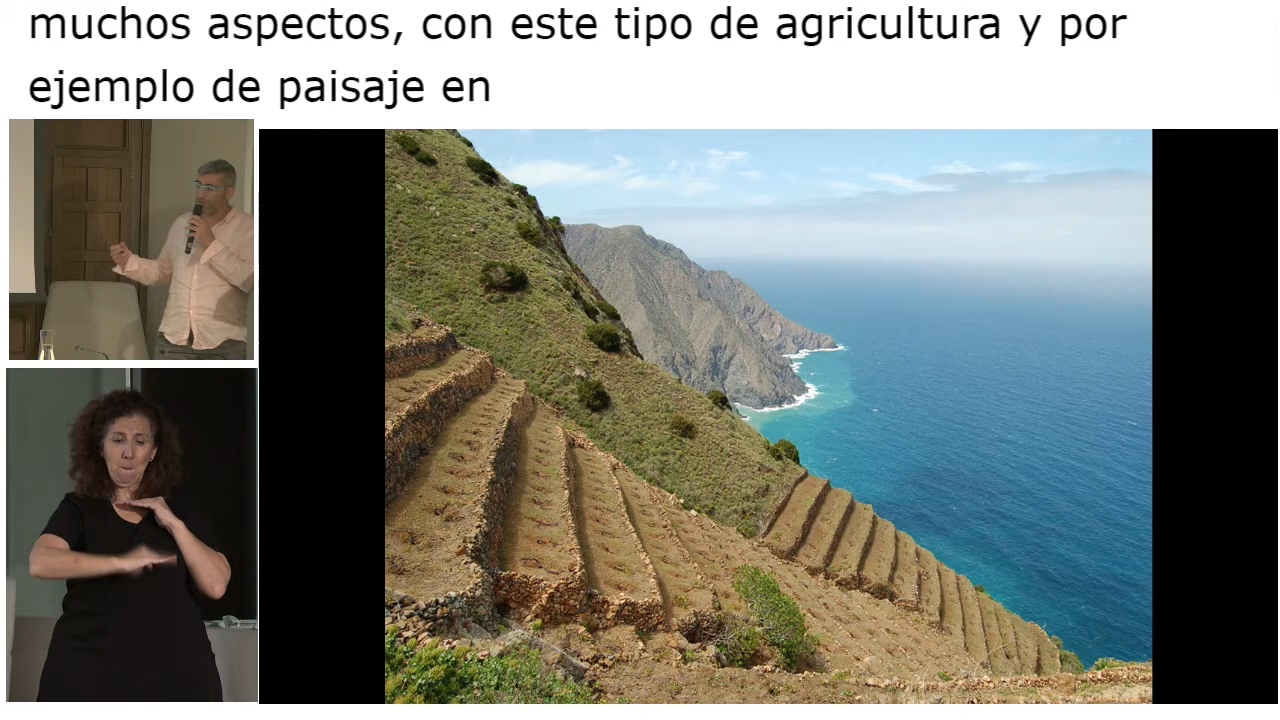 muchos aspectos, con este tipo de agricultura y por
ejemplo de paisaje en